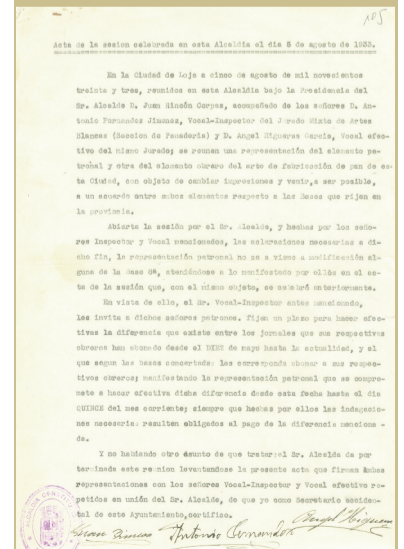 105
Acta de la sesion celebrada en esta Alcaldia el dia 5 de agosto de 1933.
En la Ciudad de Loja a cinco de agosto de mil novecientos
treinta y tres, reunidos en esta Alcaldia bajo la Presidencia del
Sr. Alcalde D. Juan Rincón Corpas, acompañado de los señores D. An-
tonio Fernandez Jimenez, Vocal-Inspector del Jurado Mixto de Artes
Blancas (Seccion de Panaderia) y D. Angel Higueras Garcia, Vocal efec-
tivo del mismo Jurado; se reunen una representación del elemento pa-
tronal y otra del elemento obrero del arte de fabricación de pan de es-
ta Ciudad, con objeto de cambiar impresiones y venir,a ser posible,
a un acuerdo entre ambos elementos respecto a las Bases que rijen en
la provincia.
Abierta la sesión por el Sr. Alcalde, y hechas por los seño-
res Inspector y Vocal mencionados, las aclaraciones necesarias a di-
cho fin, la representación patronal no se a viene a modificación al-
guna de la Base 6ª, ateniéndose a lo manifestado por ellos en el ac-
ta de la sesión que, con el mismo objeto, se celebró anteriormente.
En vista de ello, el Sr. Vocal-Inspector antes mencionado,
les invita a dichos señores patronos, fijen un plazo para hacer efec-
tivas la diferencia que existe entre los jornales que sus respectivos
obreros han abonado desde el DIEZ de mayo hasta la actualidad, y el
que segun las bases concertadas les corresponde abonar a sus respec-
tivos obreros; manifestando la representación patronal que se compro-
mete a hacer efectiva dicha diferencia desde esta fecha hasta el dia
QUINCE del mes corriente; siempre que hechas por ellos las indagacio-
nes necesaria resulten obligados al pago de la diferencia menciona-
da.
Y no habiendo otro ásunto de que tratar,el Sr. Alcalde da por
terminada este reunion levantandose la presente acta que firman ámbas
representaciones con los señores Vocal-Inspector y Vocal efectivo re-
petidos en unión del Sr. Alcalde, de que yo como Secretario acciden-
tal de este Ayuntamiento,certifico.
Angel Higueras
Antonio Fernandez